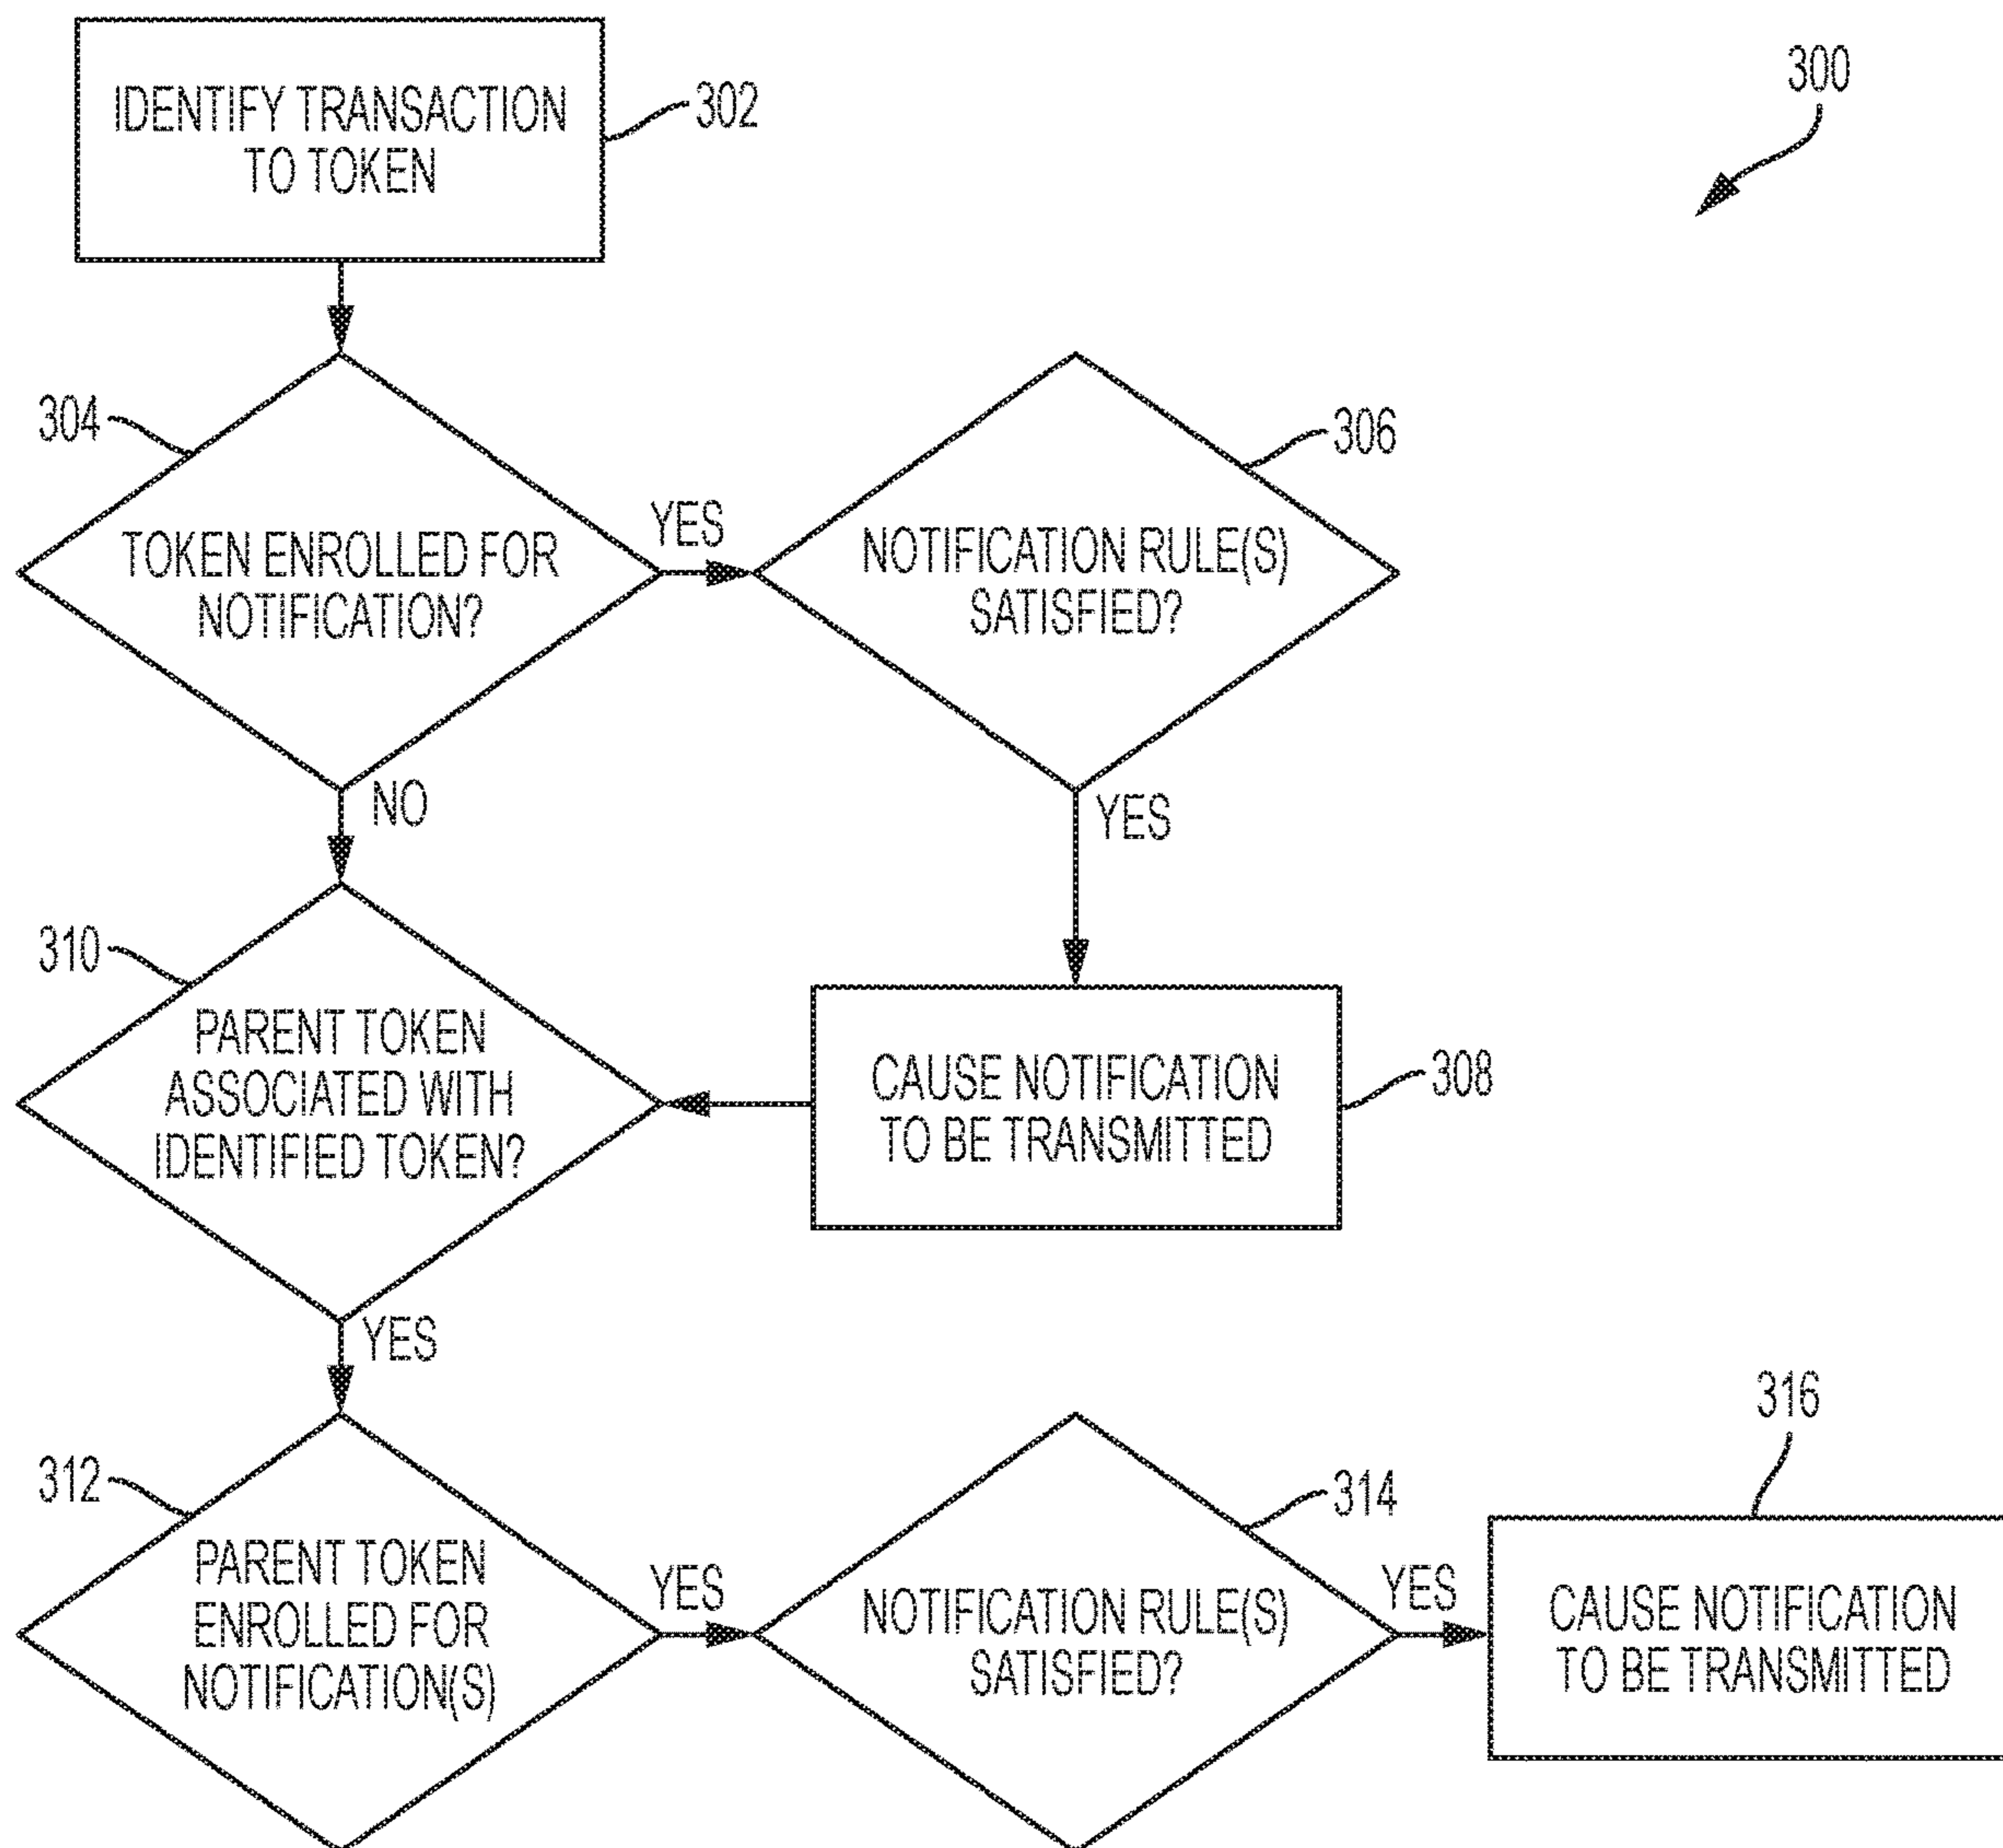 IDENTIFY TRANSACTION
TO TOKEN
302
300
304
TOKEN ENROLLED FOR
NOTIFICATION?
YES
306
NOTIFICATION RULE(S)
SATISFIED?
NO
YES
310
PARENT TOKEN
ASSOCIATED WITH
IDENTIFIED TOKEN?
CAUSE NOTIFICATION
TO BE TRANSMITTED
308
YES
312
PARENT TOKEN
ENROLLED FOR
NOTIFICATION(S)
YES
314
NOTIFICATION RULE(S)
SATISFIED?
YES
316
CAUSE NOTIFICATION
TO BE TRANSMITTED